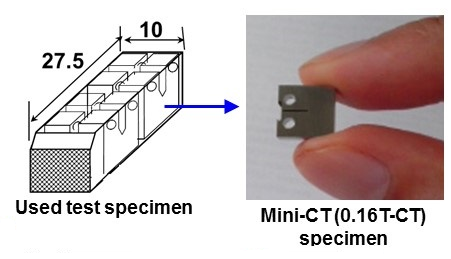 10
27.5
Used test specimen
Mini-CT (0.16T-CT)
specimen